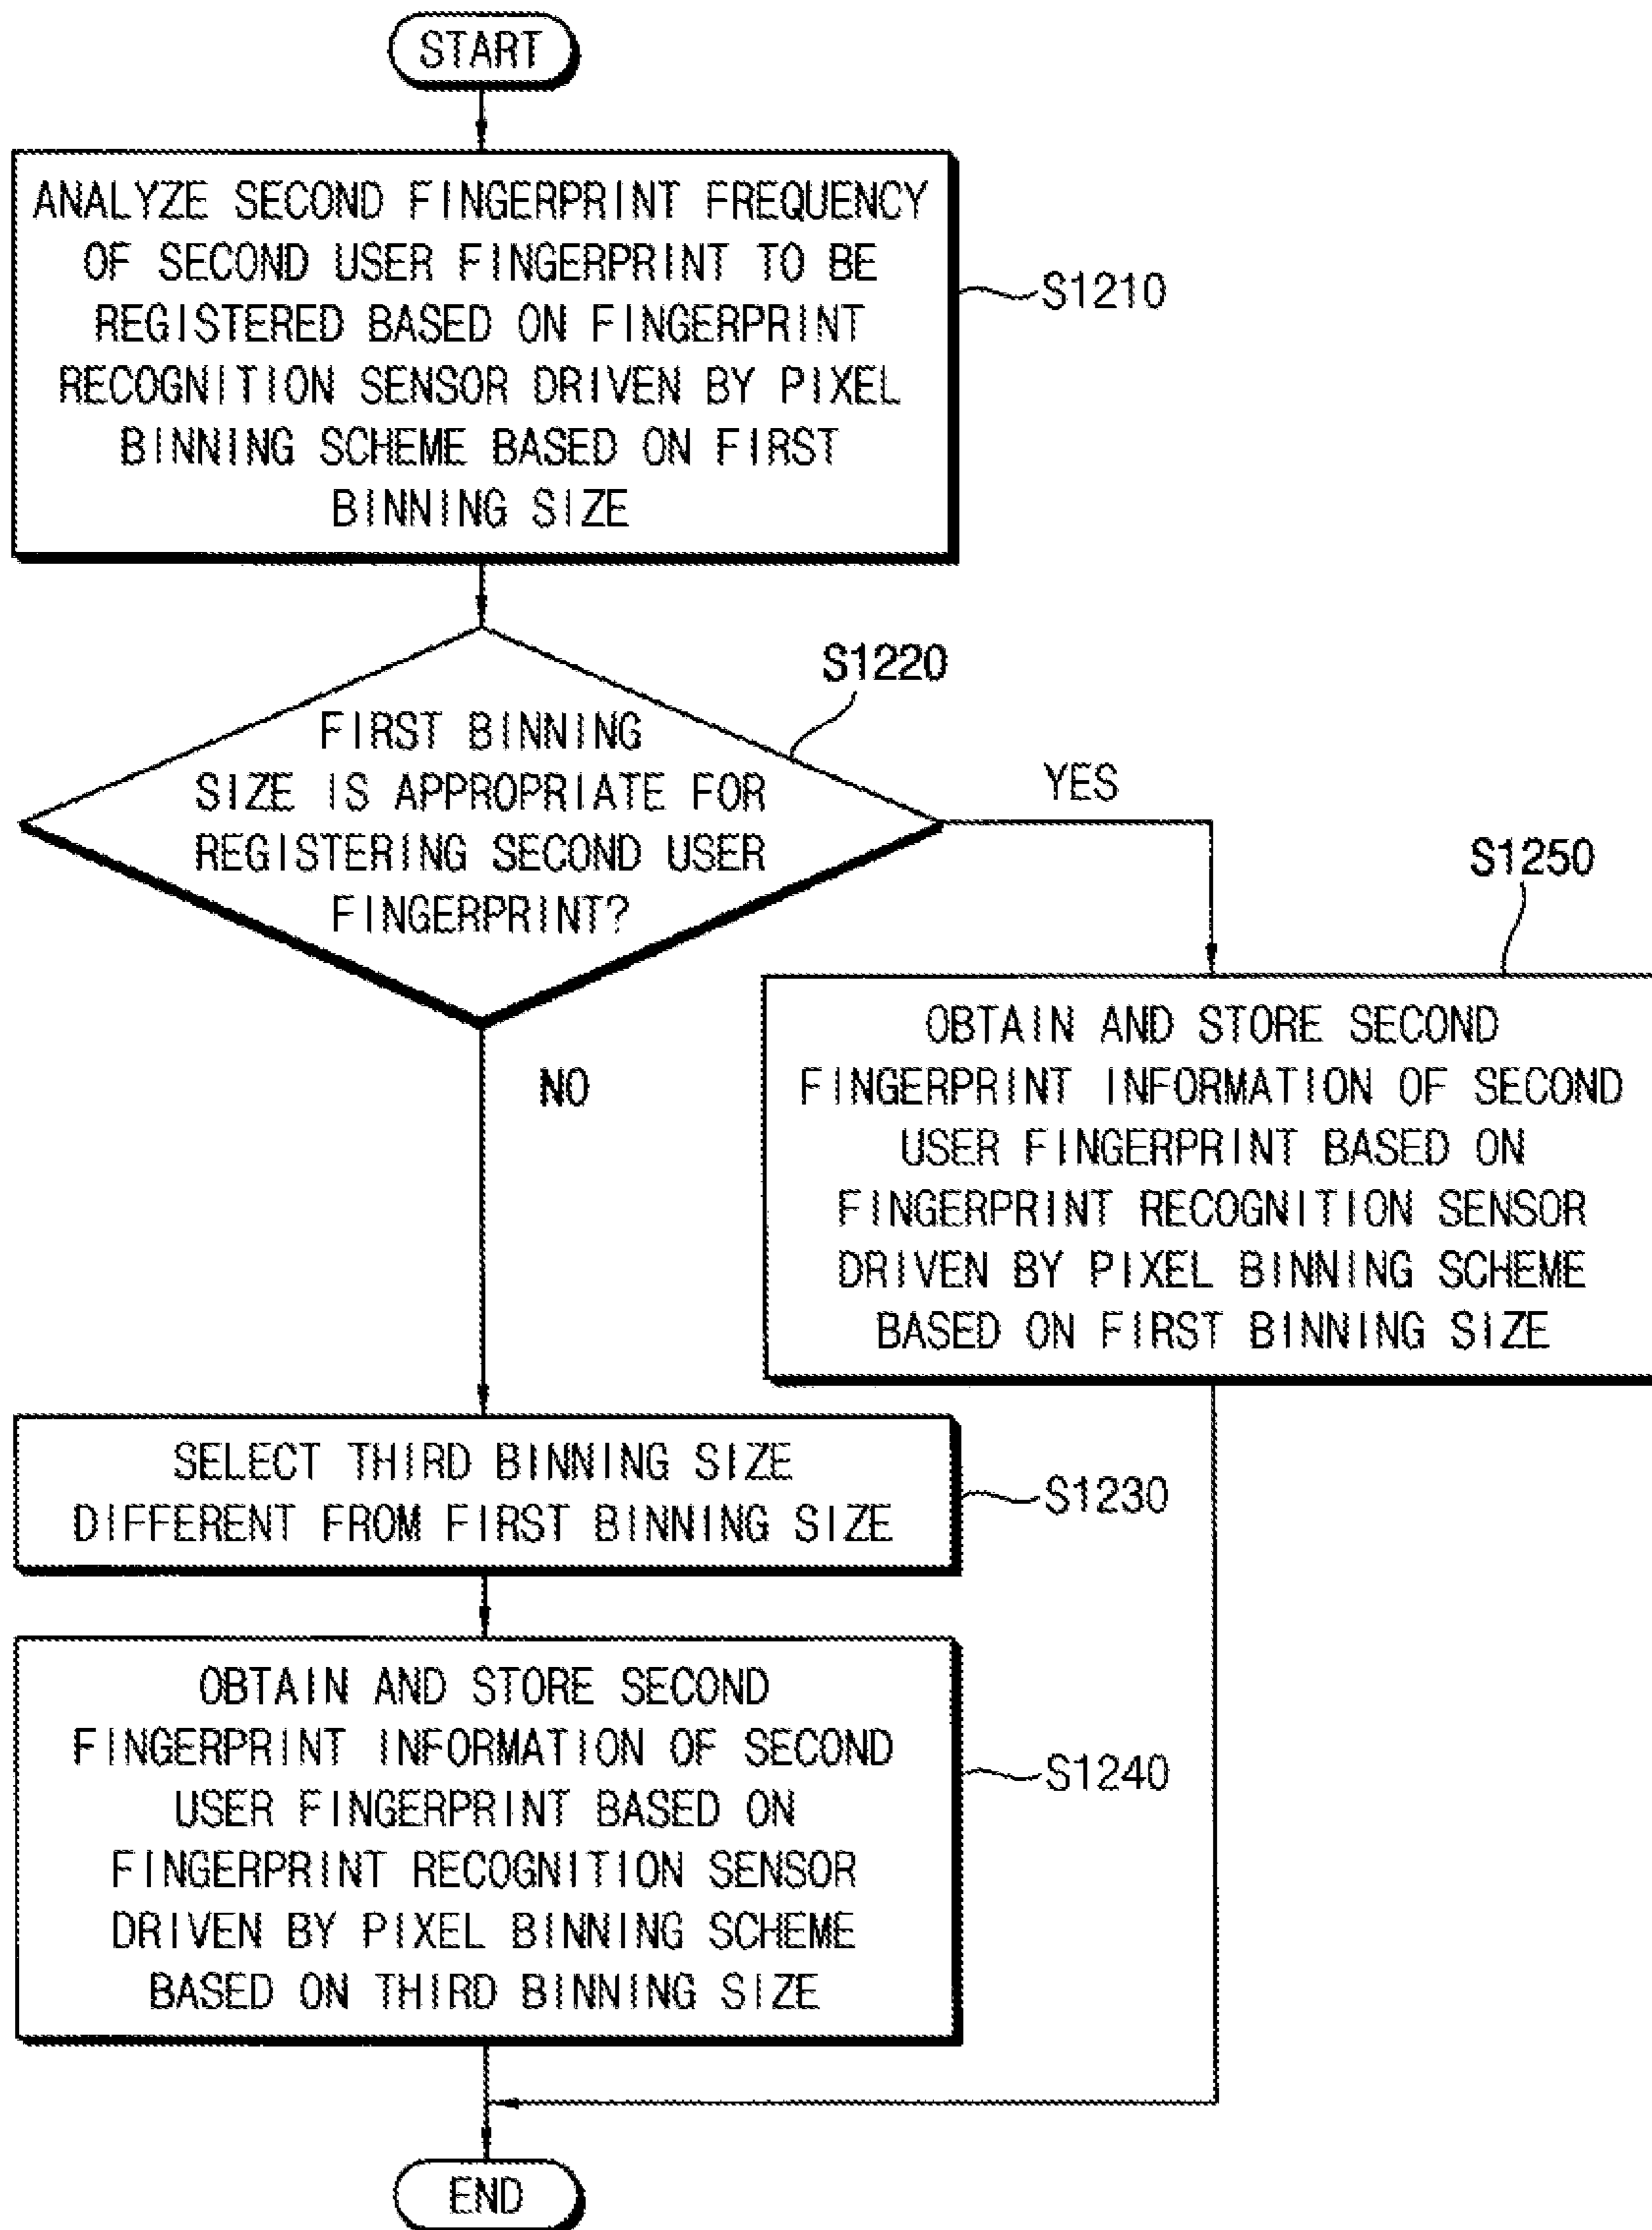 START
ANALYZE SECOND FINGERPRINT FREQUENCY
OF SECOND USER FINGERPRINT TO BE
REGISTERED BASED ON FINGERPRINT
RECOGNITION SENSOR DRIVEN BY PIXEL
BINNING SCHEME BASED ON FIRST
BINNING SIZE
S1210
S1220
FIRST BINNING
SIZE IS APPROPRIATE FOR
REGISTERING SECOND USER
FINGERPRINT?
YES
NO
S1250
OBTAIN AND STORE SECOND
FINGERPRINT INFORMATION OF SECOND
USER FINGERPRINT BASED ON
FINGERPRINT RECOGNITION SENSOR
DRIVEN BY PIXEL BINNING SCHEME
BASED ON FIRST BINNING SIZE
SELECT THIRD BINNING SIZE
DIFFERENT FROM FIRST BINNING SIZE
S1230
OBTAIN AND STORE SECOND
FINGERPRINT INFORMATION OF SECOND
USER FINGERPRINT BASED ON
FINGERPRINT RECOGNITION SENSOR
DRIVEN BY PIXEL BINNING SCHEME
BASED ON THIRD BINNING SIZE
S1240
END